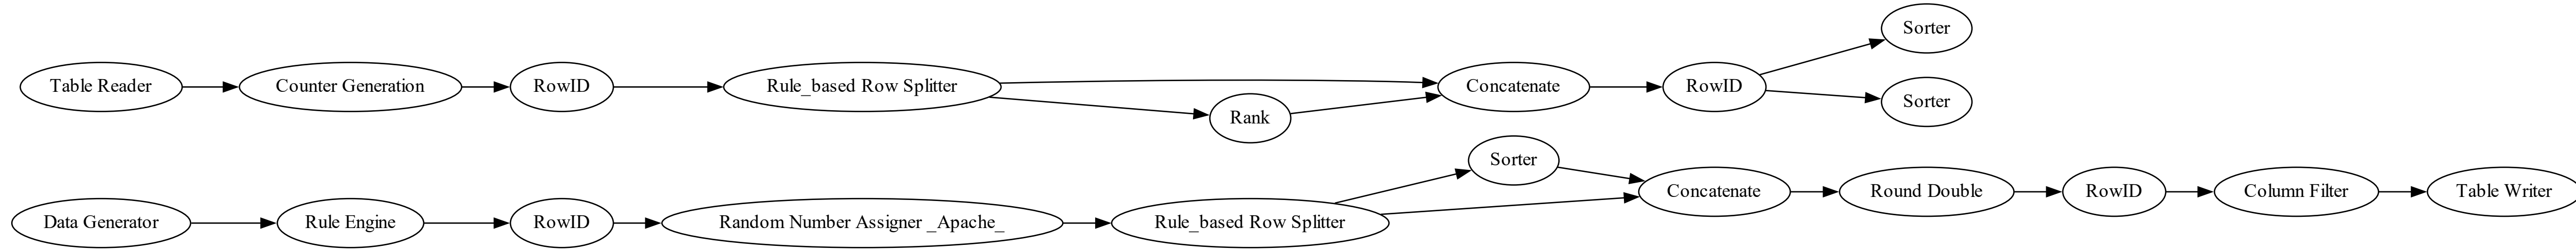 Sorter
Table Reader
Counter Generation
RowID
Rule_based Row Splitter
Concatenate
RowID
Sorter
Rank
Sorter
Concatenate
Round Double
RowID
Column Filter
Table Writer
Data Generator
Rule Engine
RowID
Random Number Assigner _Apache_
Rule_based Row Splitter